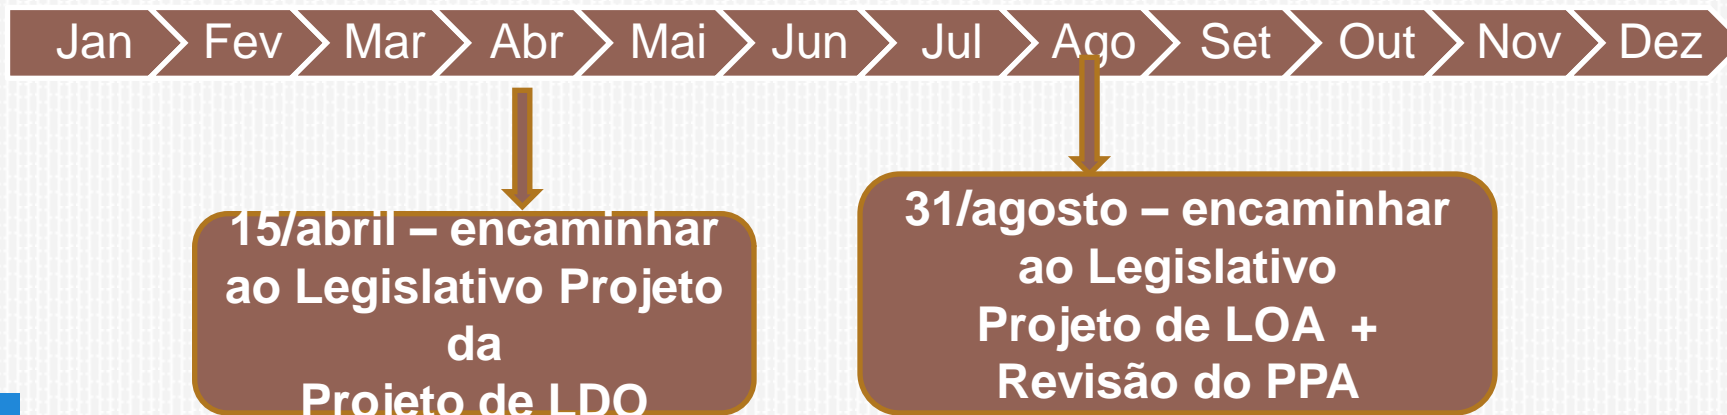 Jan Fev Mar Abr Mai Jun Jul Ago Set Out Nov Dez
15/abril – encaminhar
ao Legislativo Projeto
da
Projeto de LDO
31/agosto – encaminhar
ao Legislativo
Projeto de LOA +
Revisão do PPA